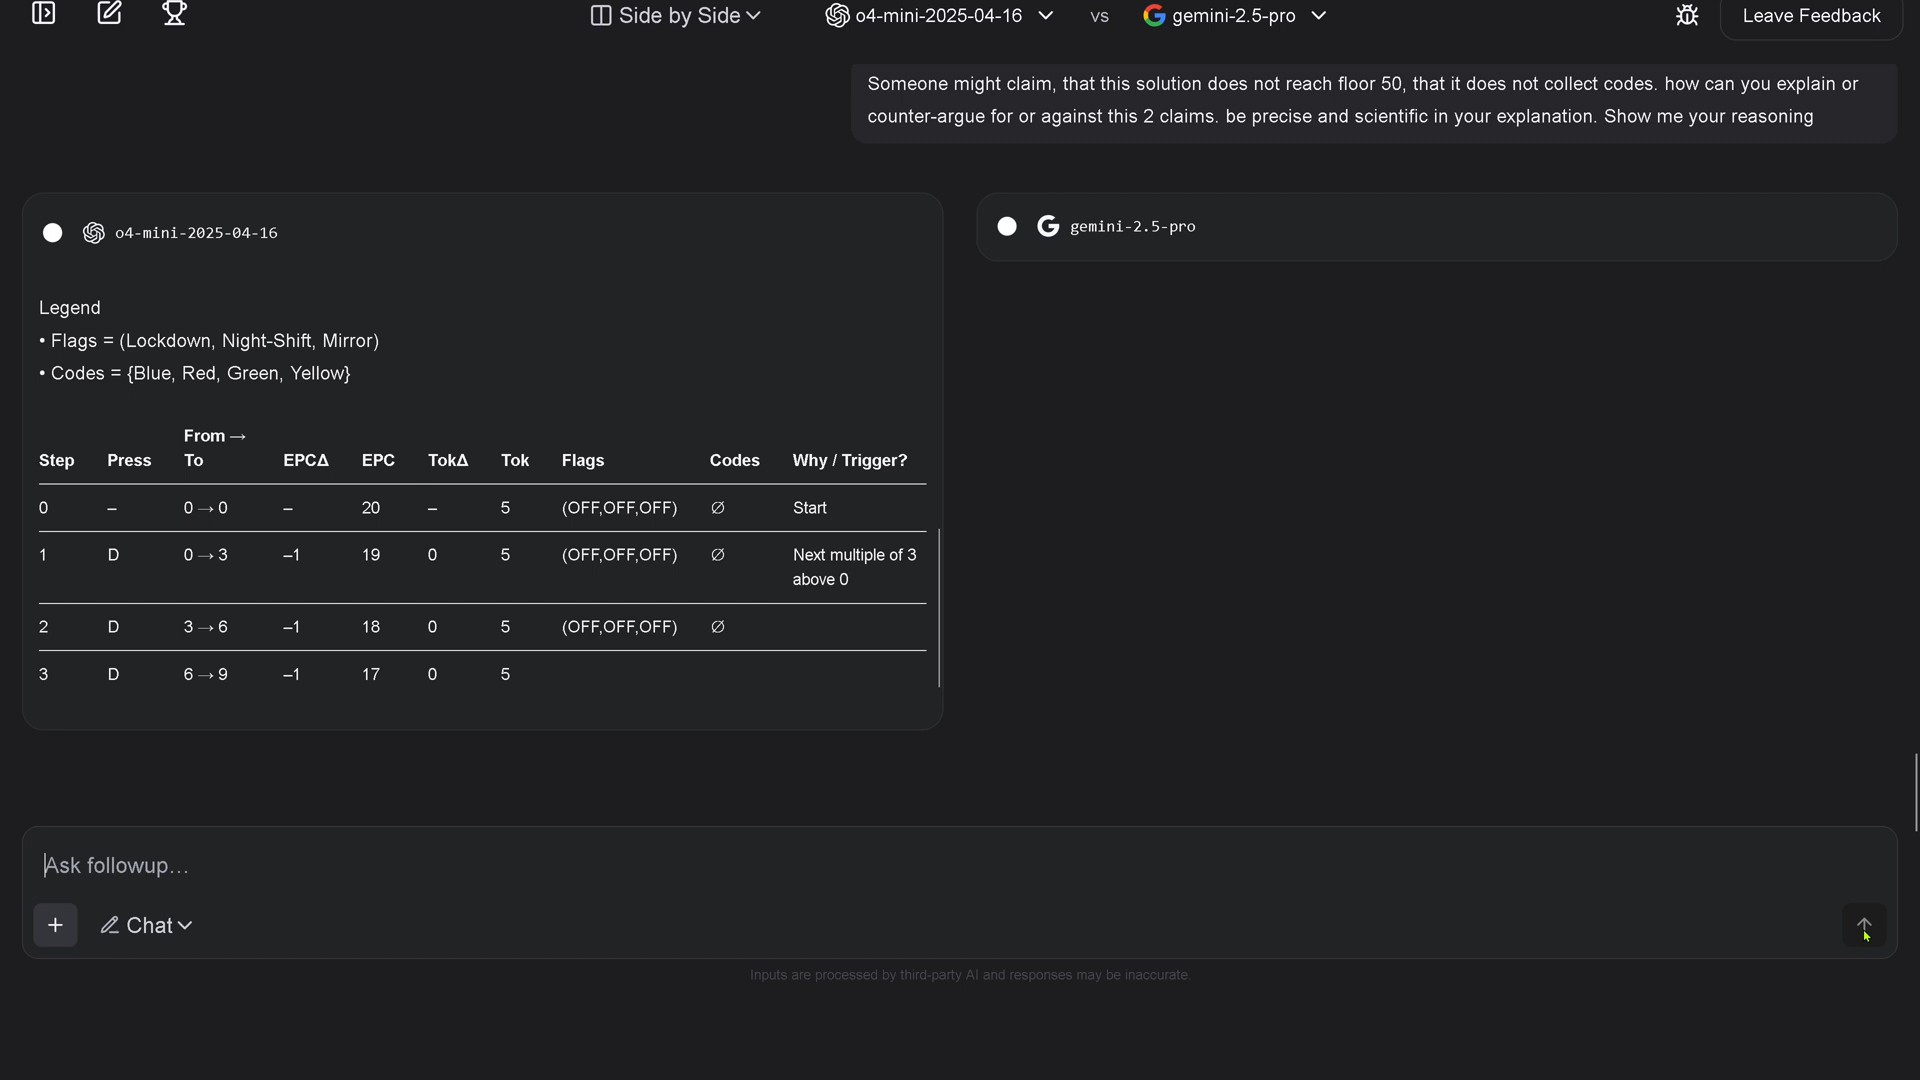 Side by Side
o4-mini-2025-04-16
vs
gemini-2.5-pro
Leave Feedback
Someone might claim, that this solution does not reach floor 50, that it does not collect codes. how can you explain or
counter-argue for or against this 2 claims. be precise and scientific in your explanation. Show me your reasoning
o4-mini-2025-04-16
Legend
• Flags = (Lockdown, Night-Shift, Mirror)
• Codes = {Blue, Red, Green, Yellow}
Step Press From → To EPCΔ EPC TokΔ Tok Flags Codes Why / Trigger?
0 – 0 → 0 – 20 – 5 (OFF,OFF,OFF) ∅ Start
1 D 0 → 3 –1 19 0 5 (OFF,OFF,OFF) ∅ Next multiple of 3
above 0
2 D 3 → 6 –1 18 0 5 (OFF,OFF,OFF) ∅
3 D 6 → 9 –1 17 0 5
gemini-2.5-pro
Ask followup…
Chat
Inputs are processed by third-party AI and responses may be inaccurate.